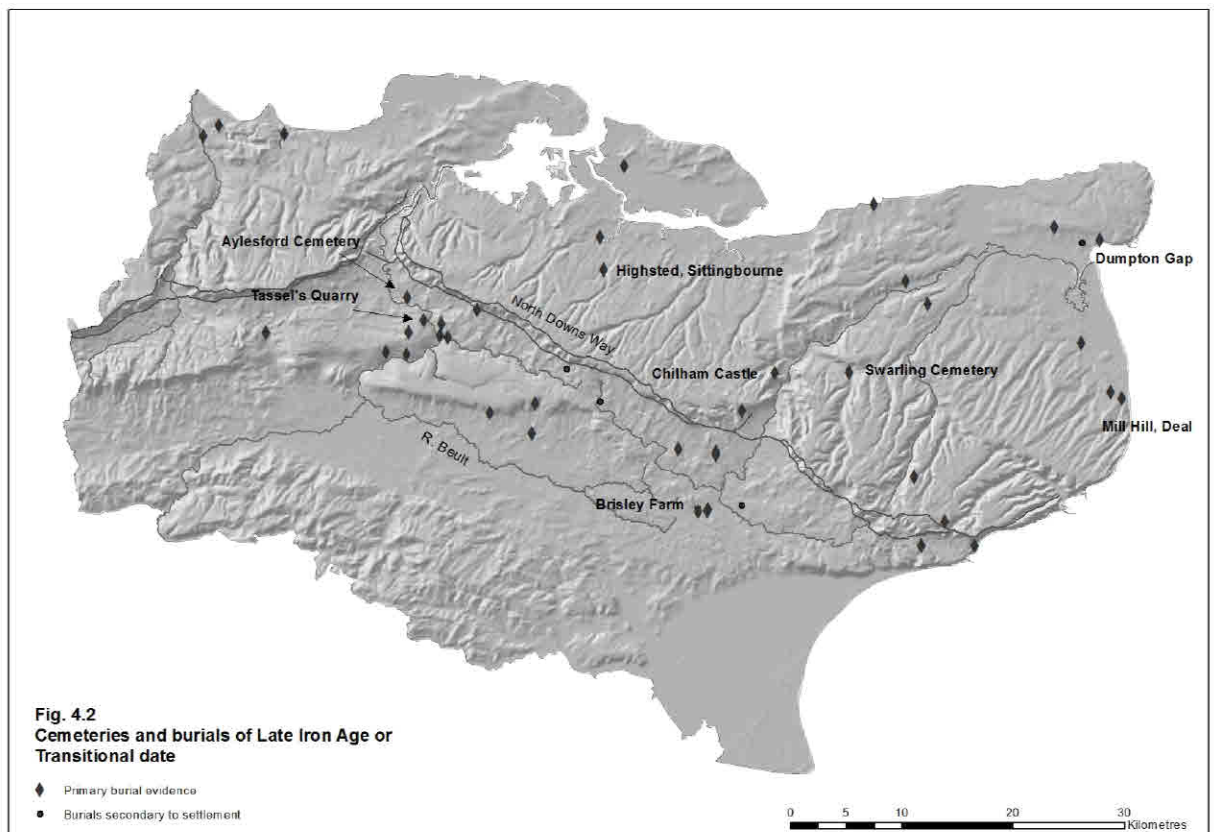 Aylesford Cemetery
Tassel's Quarry
Highsted, Sittingbourne
Dumpton Gap
North Downs Way
Chilham Castle
Swarling Cemetery
Mill Hill, Deal
R. Beult
Brisley Farm
Fig. 4.2
Cemeteries and burials of Late Iron Age or
Transitional date
Primary burial evidence
Burials secondary to settlement
0 5 10 20 30
Kilometres